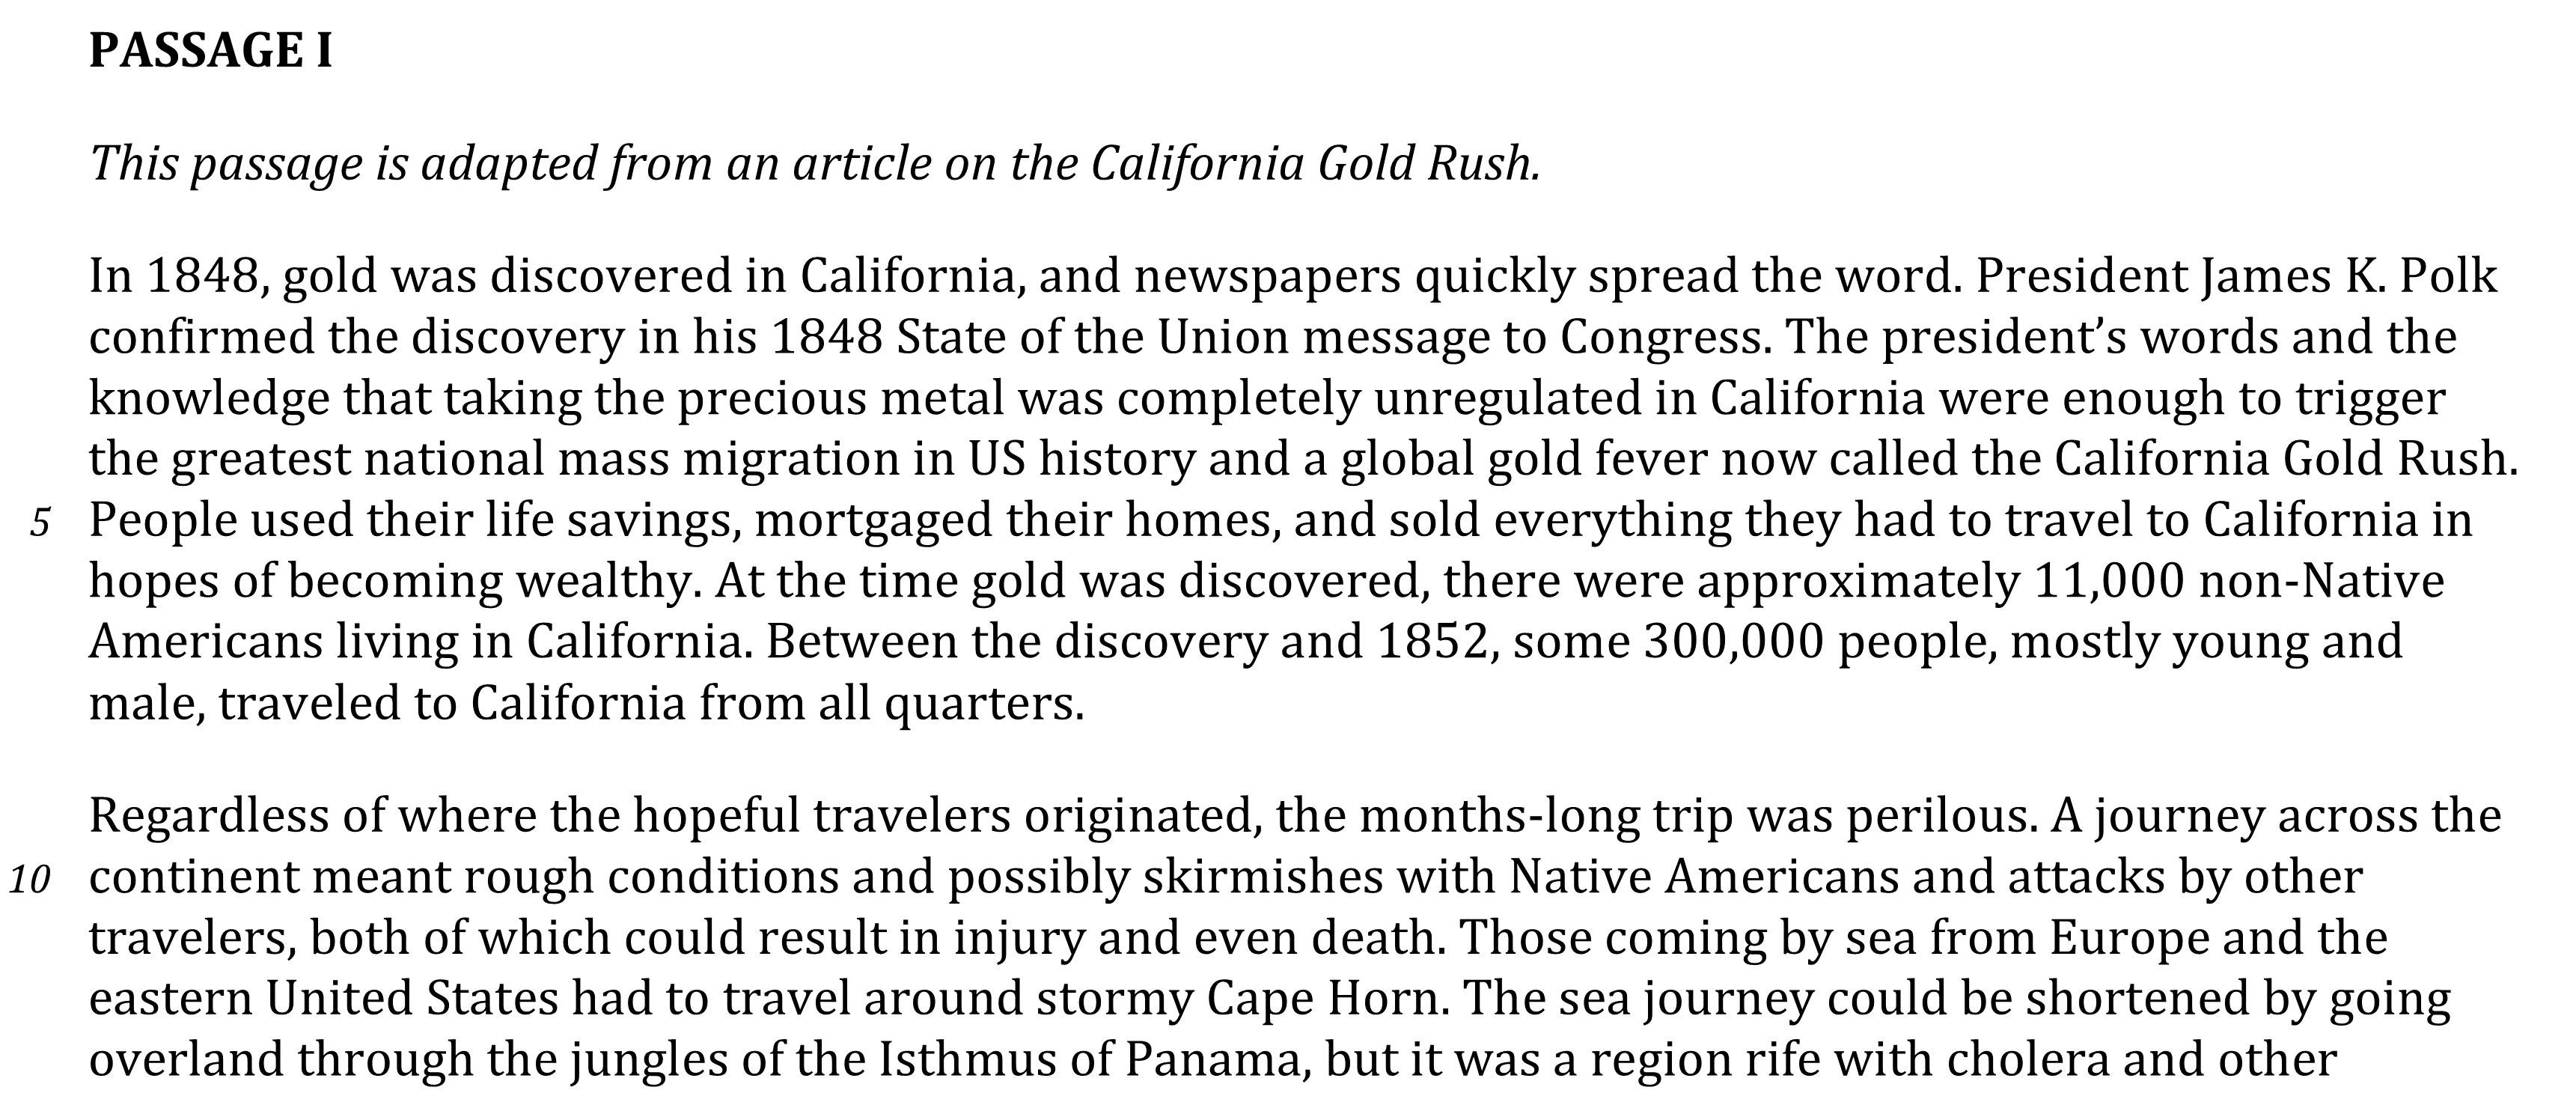 PASSAGE I
This passage is adapted from an article on the California Gold Rush.
In 1848, gold was discovered in California, and newspapers quickly spread the word. President James K. Polk
confirmed the discovery in his 1848 State of the Union message to Congress. The president’s words and the
knowledge that taking the precious metal was completely unregulated in California were enough to trigger
the greatest national mass migration in US history and a global gold fever now called the California Gold Rush.
5 People used their life savings, mortgaged their homes, and sold everything they had to travel to California in
hopes of becoming wealthy. At the time gold was discovered, there were approximately 11,000 non-Native
Americans living in California. Between the discovery and 1852, some 300,000 people, mostly young and
male, traveled to California from all quarters.
Regardless of where the hopeful travelers originated, the months-long trip was perilous. A journey across the
10 continent meant rough conditions and possibly skirmishes with Native Americans and attacks by other
travelers, both of which could result in injury and even death. Those coming by sea from Europe and the
eastern United States had to travel around stormy Cape Horn. The sea journey could be shortened by going
overland through the jungles of the Isthmus of Panama, but it was a region rife with cholera and other